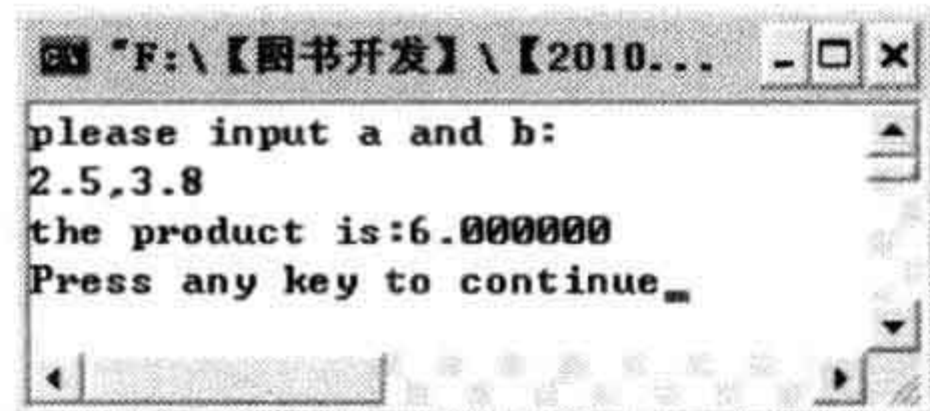 "F:\【图书开发】\【2010...
please input a and b:
2.5,3.8
the product is:6.000000
Press any key to continue